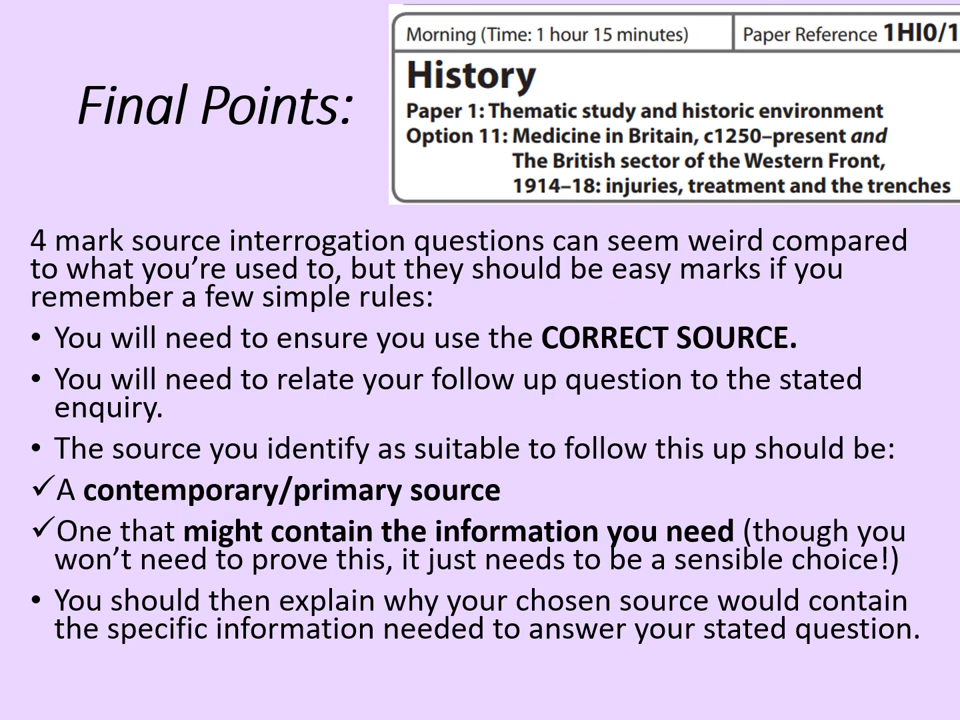 Final Points:
Morning (Time: 1 hour 15 minutes)
Paper Reference 1HI0/1
History
Paper 1: Thematic study and historic environment
Option 11: Medicine in Britain, c1250–present and
The British sector of the Western Front,
1914–18: injuries, treatment and the trenches
4 mark source interrogation questions can seem weird compared
to what you're used to, but they should be easy marks if you
remember a few simple rules:
• You will need to ensure you use the CORRECT SOURCE.
• You will need to relate your follow up question to the stated
enquiry.
• The source you identify as suitable to follow this up should be:
✓A contemporary/primary source
✓One that might contain the information you need (though you
won't need to prove this, it just needs to be a sensible choice!)
• You should then explain why your chosen source would contain
the specific information needed to answer your stated question.